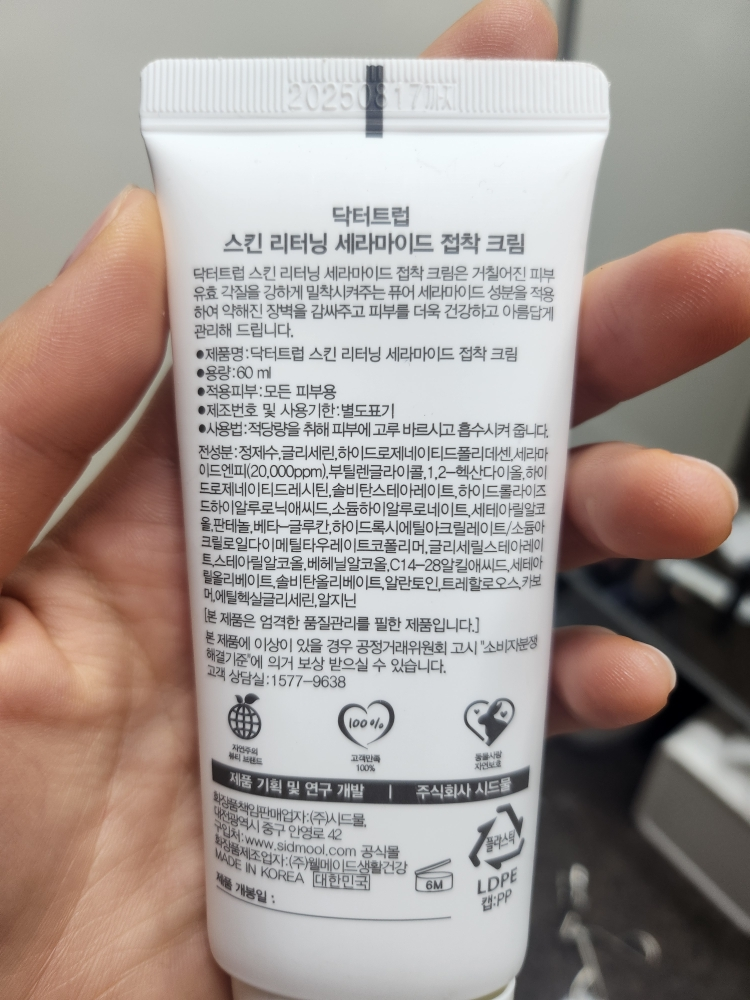 20250817까지
닥터트럽
스킨 리터닝 세라마이드 접착 크림
닥터트럽 스킨 리터닝 세라마이드 접착 크림은 거칠어진 피부
유효 각질을 강하게 밀착시켜주는 퓨어 세라마이드 성분을 적용
하여 약해진 장벽을 감싸주고 피부를 더욱 건강하고 아름답게
관리해 드립니다.
●제품명:닥터트럽 스킨 리터닝 세라마이드 접착 크림
●용량:60 ml
●적용피부:모든 피부용
●제조번호 및 사용기한:별도표기
●사용법:적당량을 취해 피부에 고루 바르시고 흡수시켜 줍니다.
전성분:정제수,글리세린,하이드로제네이티드폴리데센,세라마
이드엔피(20,000ppm),부틸렌글라이콜,1,2-헥산다이올,하이
드로제네이티드레시틴,솔비탄스테아레이트,하이드롤라이즈
드하이알루로닉애씨드,소듐하이알루로네이트,세테아릴알코
올,판테놀,베타-글루칸,하이드록시에틸아크릴레이트/소듐아
크릴로일다이메틸타우레이트코폴리머,글리세릴스테아레이
트,스테아릴알코올,베헤닐알코올,C14-28알킬애씨드,세테아
릴올리베이트,솔비탄올리베이트,알란토인,트레할로오스,카보
머,에틸헥실글리세린,알지닌
[본 제품은 엄격한 품질관리를 필한 제품입니다.]
본 제품에 이상이 있을 경우 공정거래위원회 고시 "소비자분쟁
해결기준"에 의거 보상 받으실 수 있습니다.
고객 상담실:1577-9638
100%
자연주의
뷰티 브랜드
고객만족
100%
동물사랑
자연보호
제품 기획 및 연구 개발 | 주식회사 시드물
화장품책임판매업자:(주)시드물,
대전광역시 중구 안영로 42
구입처:www.sidmool.com 공식몰
화장품제조업자:(주)웰메이드생활건강
MADE IN KOREA 대한민국
6M
플라스틱
LDPE
캡:PP
제품 개봉일 :